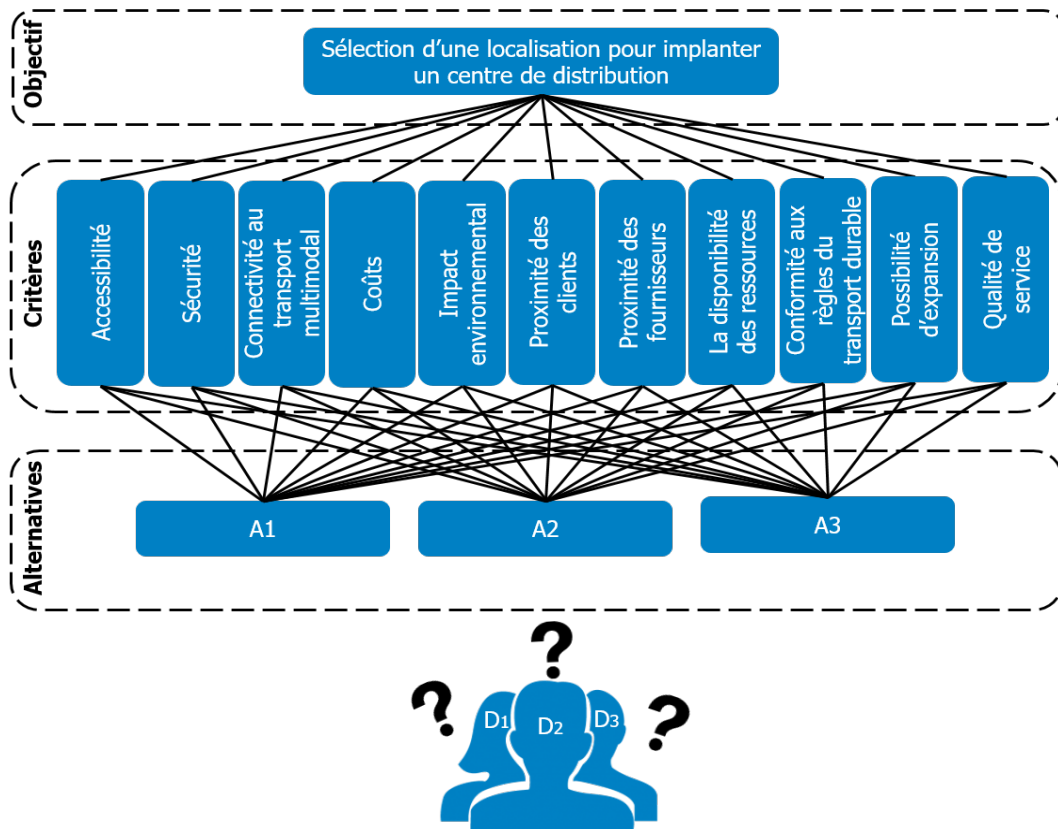 Objectif
Sélection d'une localisation pour implanter
un centre de distribution
Critères
Accessibilité
Sécurité
Connectivité au
transport
multimodal
Coûts
Impact
environnemental
Proximité des
clients
Proximité des
fournisseurs
La disponibilité
des ressources
Conformité aux
règles du
transport durable
Possibilité
d'expansion
Qualité de
service
Alternatives
A1
A2
A3
?
?
?
D1
D2
D3